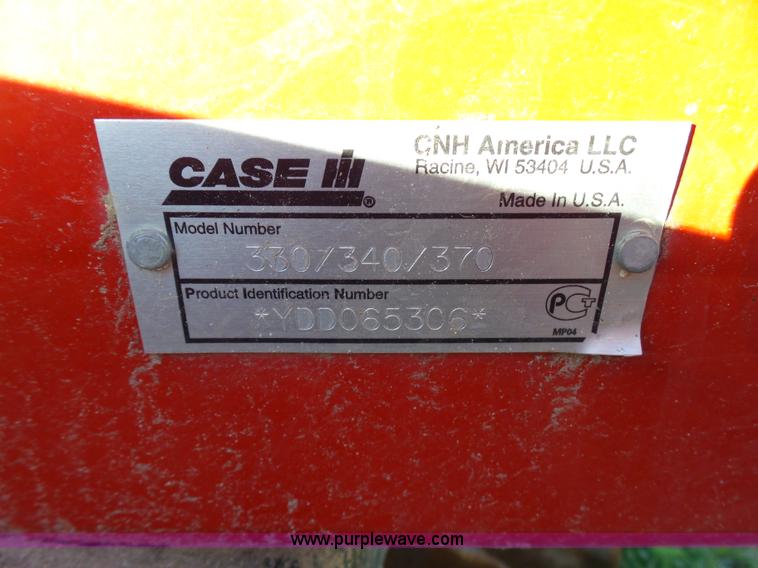 CNH America LLC
CASE IH ®
Racine, WI 53404 U.S.A.
Made In U.S.A.
Model Number
330/340/370
Product Identification Number
*YDD065306*
PCT
MP04
www.purplewave.com